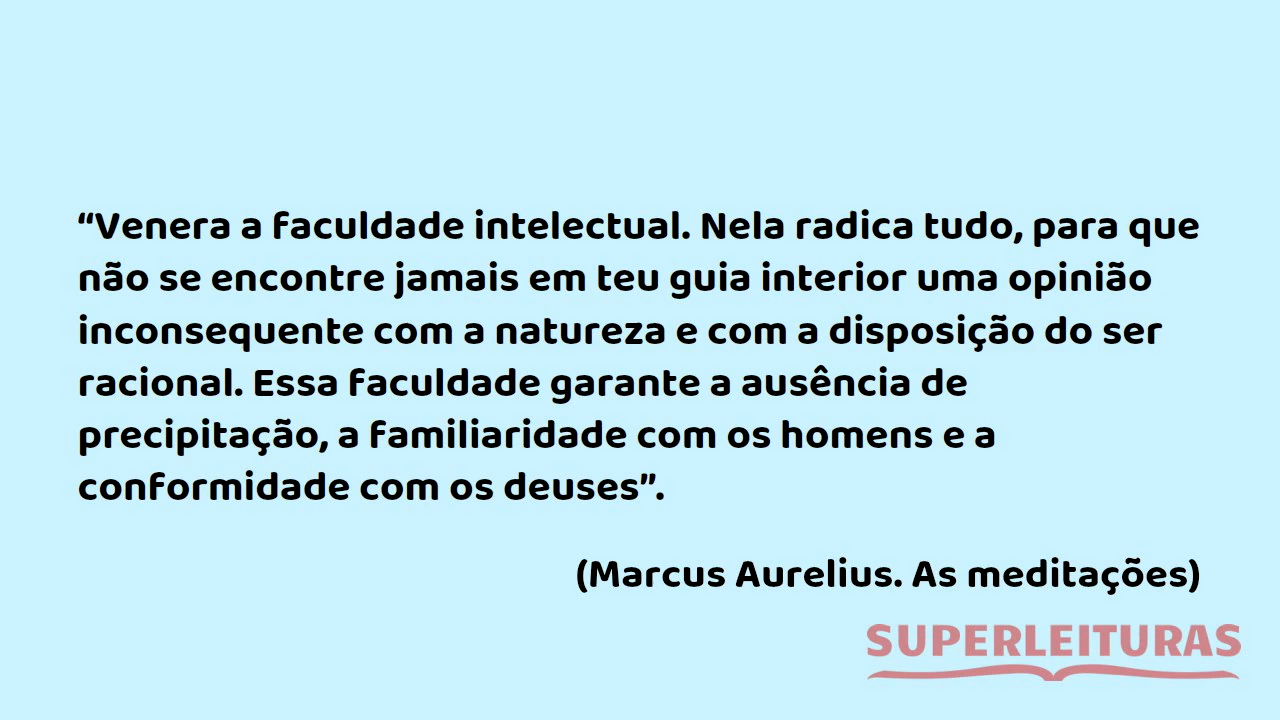 “Venera a faculdade intelectual. Nela radica tudo, para que
não se encontre jamais em teu guia interior uma opinião
inconsequente com a natureza e com a disposição do ser
racional. Essa faculdade garante a ausência de
precipitação, a familiaridade com os homens e a
conformidade com os deuses”.
(Marcus Aurelius. As meditações)
SUPERLEITURAS